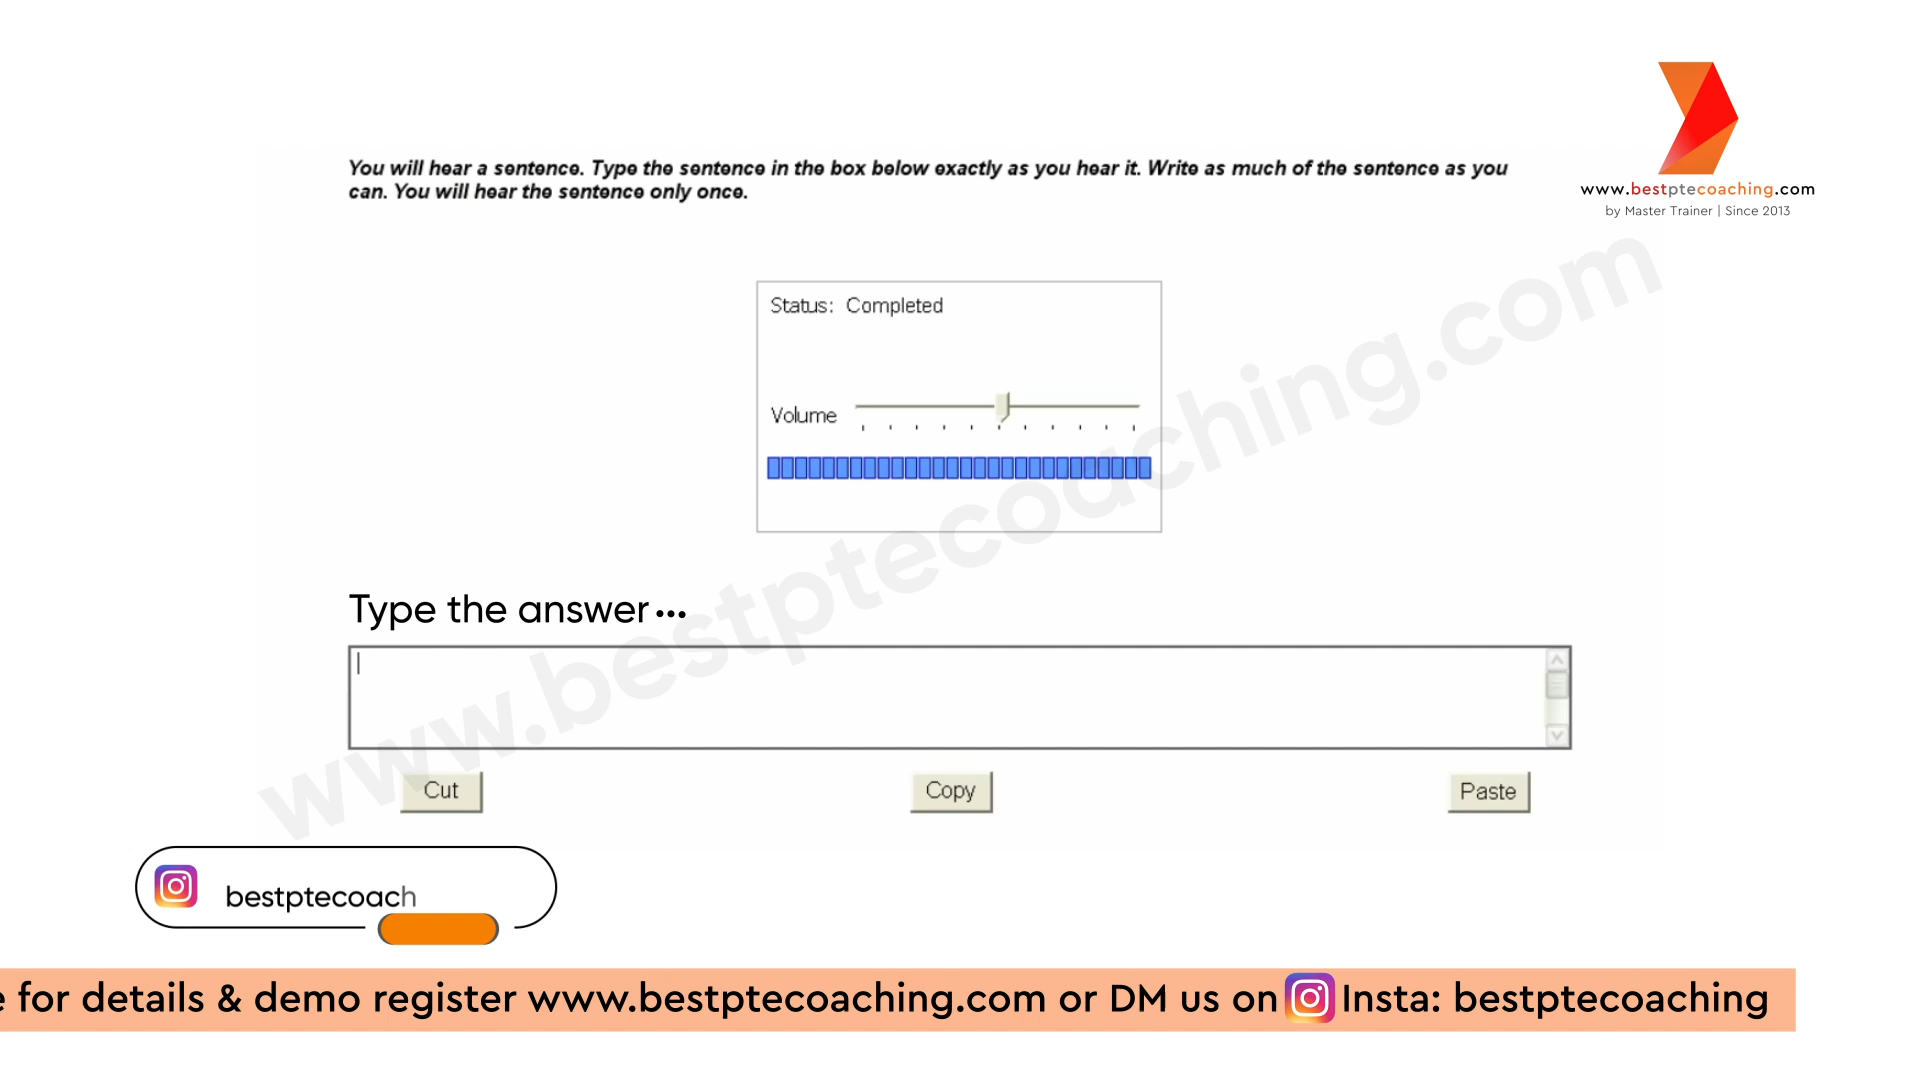 You will hear a sentence. Type the sentence in the box below exactly as you hear it. Write as much of the sentence as you
can. You will hear the sentence only once.
www.bestptecoaching.com
by Master Trainer | Since 2013
Status: Completed
Volume
www.bestptecoaching.com
Type the answer...
Cut
Copy
Paste
bestptecoach
e for details & demo register www.bestptecoaching.com or DM us on Insta: bestptecoaching